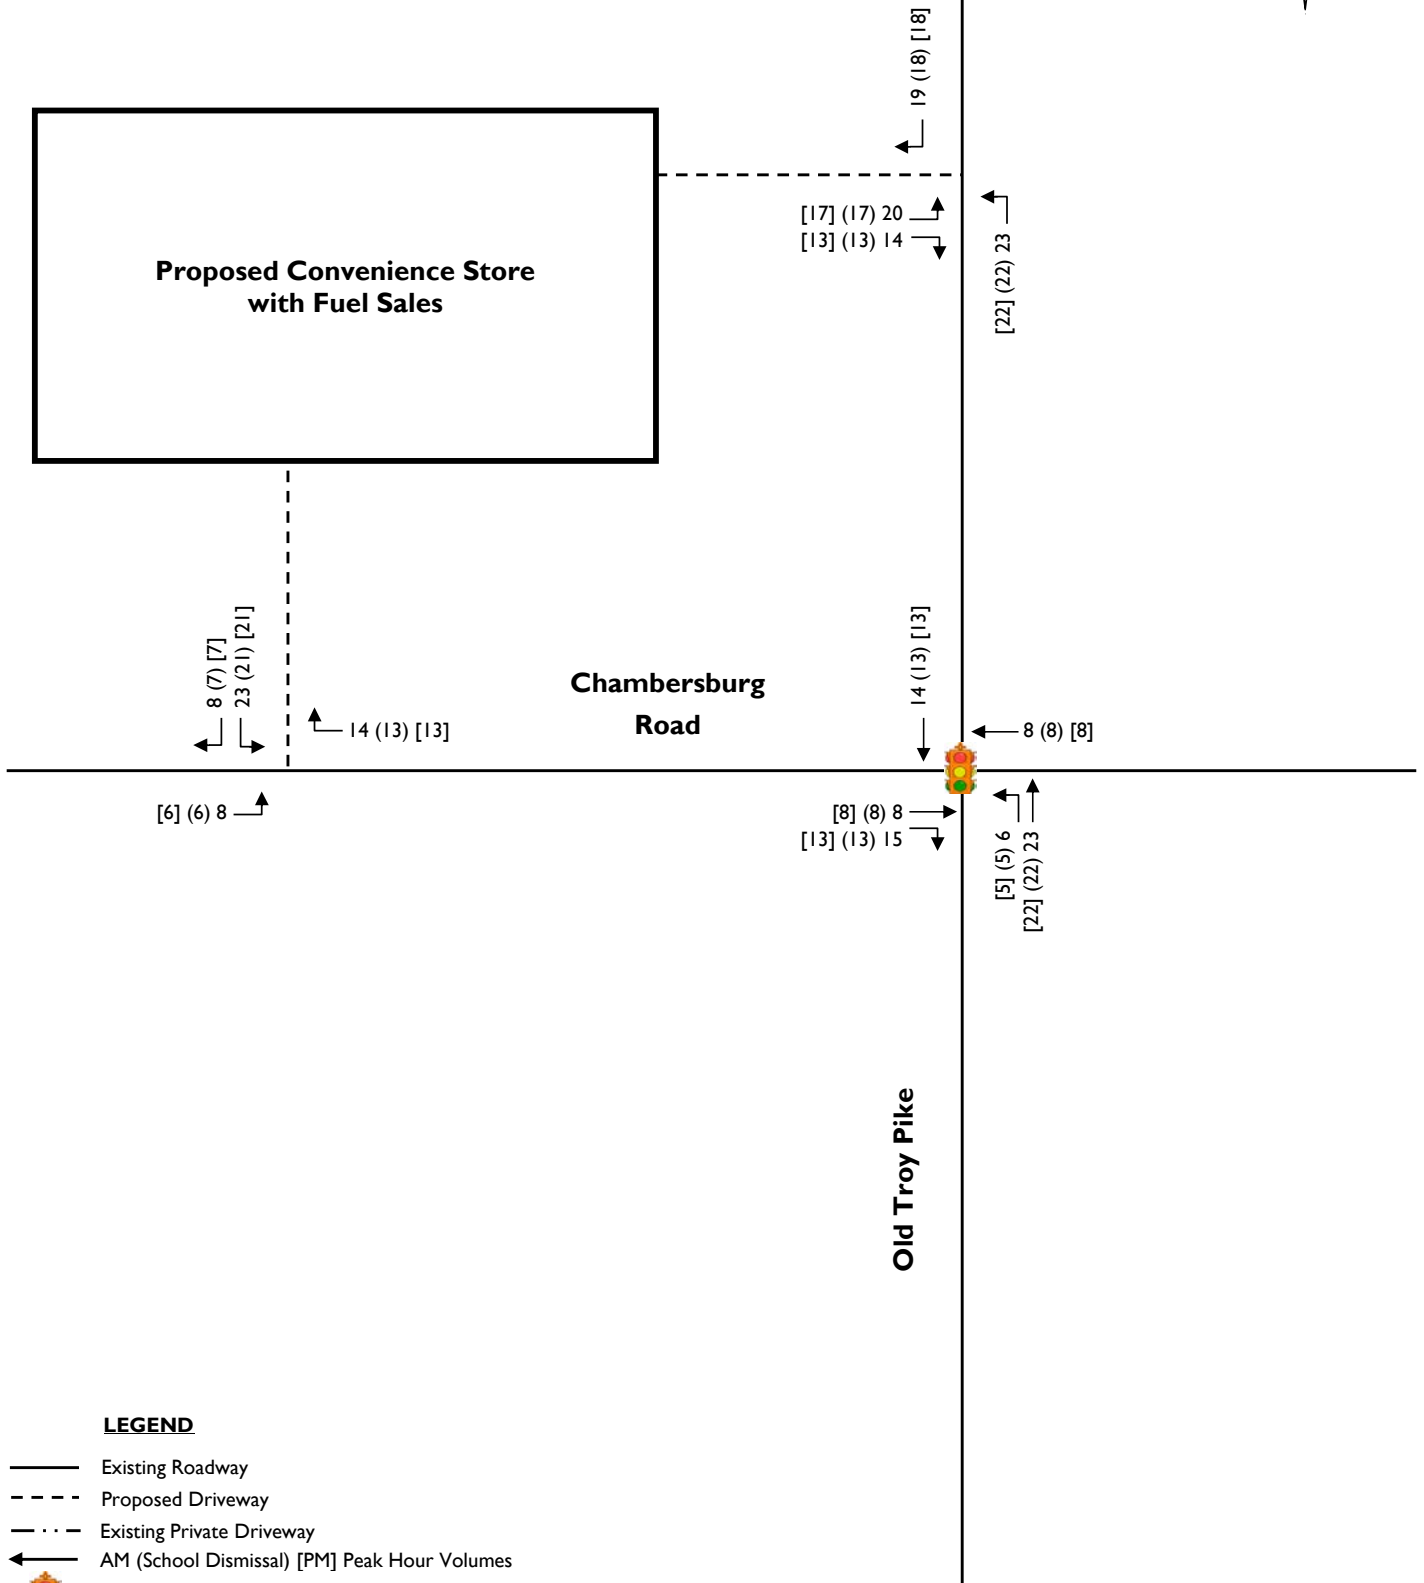 19 (18) [18]
[17] (17) 20
[13] (13) 14
[22] (22) 23
Proposed Convenience Store
with Fuel Sales
8 (7) [7]
23 (21) [21]
14 (13) [13]
[6] (6) 8
Chambersburg
Road
14 (13) [13]
8 (8) [8]
[8] (8) 8
[13] (13) 15
[5] (5) 6
[22] (22) 23
Old Troy Pike
LEGEND
Existing Roadway
Proposed Driveway
Existing Private Driveway
AM (School Dismissal) [PM] Peak Hour Volumes